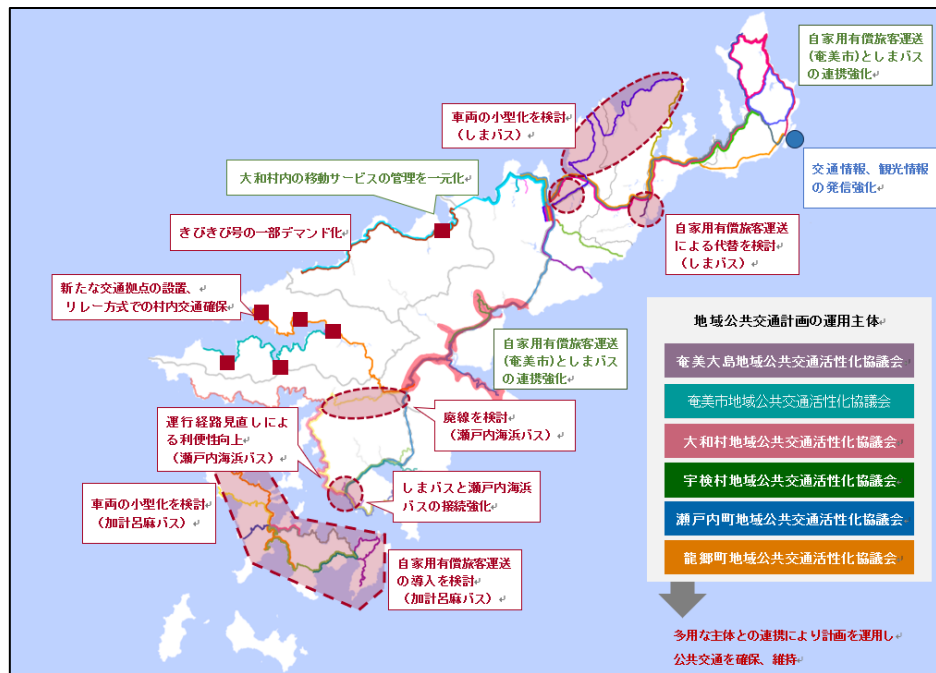 自家用有償旅客運送
(奄美市)としまバス
の連携強化
車両の小型化を検討
(しまバス)
交通情報、観光情報
の発信強化
大和村内の移動サービスの管理を一元化
きびきび号の一部デマンド化
自家用有償旅客運送
による代替を検討
(しまバス)
新たな交通拠点の設置、
リレー方式での村内交通確保
自家用有償旅客運送
(奄美市)としまバス
の連携強化
運行経路見直しによ
る利便性向上
(瀬戸内海浜バス)
廃線を検討
(瀬戸内海浜バス)
しまバスと瀬戸内海浜
バスの接続強化
車両の小型化を検討
(加計呂麻バス)
自家用有償旅客運送
の導入を検討
(加計呂麻バス)
地域公共交通計画の運用主体
奄美大島地域公共交通活性化協議会
奄美市地域公共交通活性化協議会
大和村地域公共交通活性化協議会
宇検村地域公共交通活性化協議会
瀬戸内町地域公共交通活性化協議会
龍郷町地域公共交通活性化協議会
多用な主体との連携により計画を運用し
公共交通を確保、維持